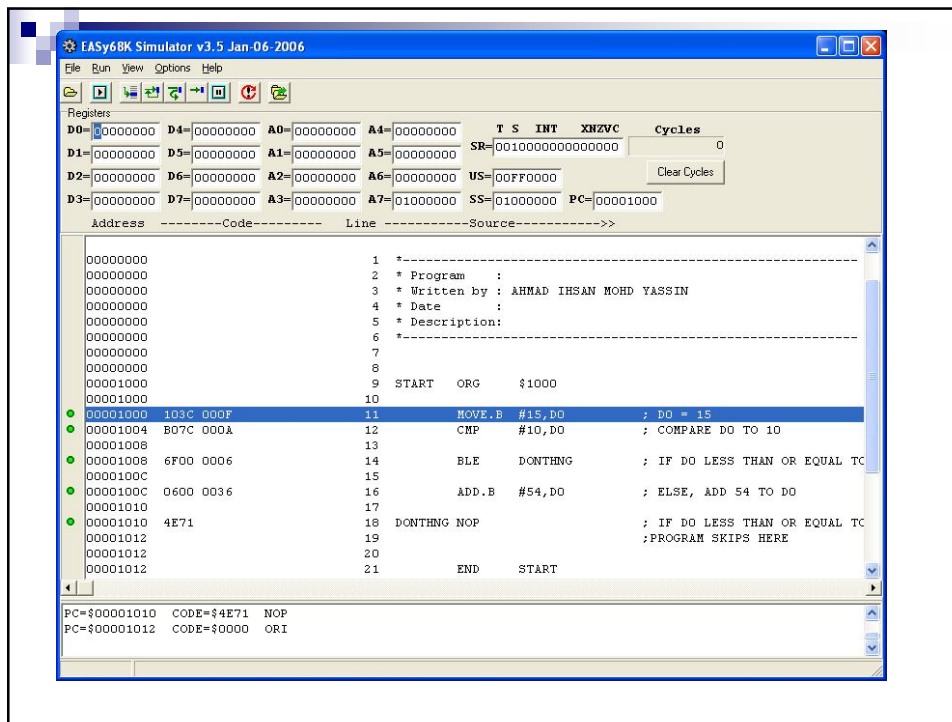 EASy68K Simulator v3.5 Jan-06-2006
File Run View Options Help
Registers
D0=00000000 D4=00000000 A0=00000000 A4=00000000 T S INT XNZVC Cycles
SR=0010000000000000 0
D1=00000000 D5=00000000 A1=00000000 A5=00000000
D2=00000000 D6=00000000 A2=00000000 A6=00000000 US=00FF0000 Clear Cycles
D3=00000000 D7=00000000 A3=00000000 A7=01000000 SS=01000000 PC=00001000
Address --------Code--------- Line -----------Source----------->>
00000000 1 *-----------------------------------------------------------
00000000 2 * Program :
00000000 3 * Written by : AHMAD IHSAN MOHD YASSIN
00000000 4 * Date :
00000000 5 * Description:
00000000 6 *-----------------------------------------------------------
00000000 7
00000000 8
00001000 9 START ORG $1000
00001000 10
00001000 103C 000F 11 MOVE.B #15,D0 ; D0 = 15
00001004 B07C 000A 12 CMP #10,D0 ; COMPARE D0 TO 10
00001008 13
00001008 6F00 0006 14 BLE DONTHNG ; IF D0 LESS THAN OR EQUAL TO
0000100C 15
0000100C 0600 0036 16 ADD.B #54,D0 ; ELSE, ADD 54 TO D0
00001010 17
00001010 4E71 18 DONTHNG NOP ; IF D0 LESS THAN OR EQUAL TO
00001012 19 ;PROGRAM SKIPS HERE
00001012 20
00001012 21 END START
PC=$00001010 CODE=$4E71 NOP
PC=$00001012 CODE=$0000 ORI